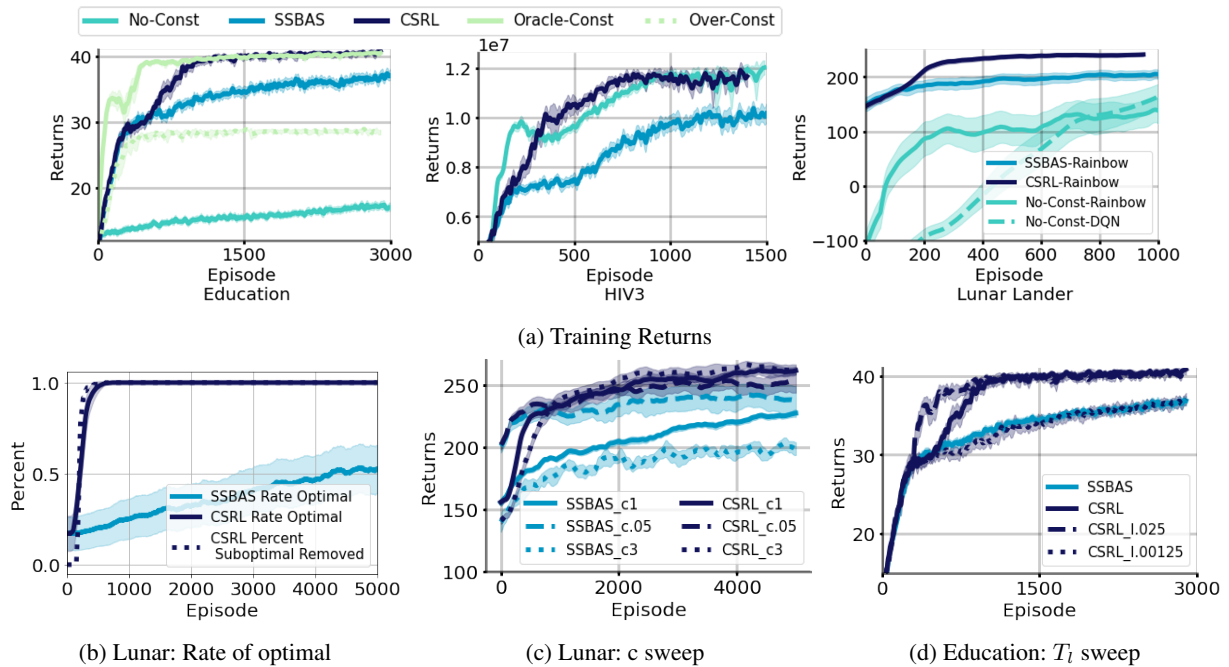 No-Const SSBAS CSRL Oracle-Const Over-Const
40
30
20
Returns
0 1500 3000
Episode
Education
1e7
1.2
1.0
0.8
0.6
Returns
0 500 1000 1500
Episode
HIV3
200
100
0
−100
Returns
SSBAS-Rainbow
CSRL-Rainbow
No-Const-Rainbow
No-Const-DQN
0 200 400 600 800 1000
Episode
Lunar Lander
(a) Training Returns
1.0
0.5
0.0
Percent
SSBAS Rate Optimal
CSRL Rate Optimal
CSRL Percent
Suboptimal Removed
0 1000 2000 3000 4000 5000
Episode
(b) Lunar: Rate of optimal
250
200
150
100
Returns
SSBAS_c1 CSRL_c1
SSBAS_c.05 CSRL_c.05
SSBAS_c3 CSRL_c3
0 2000 4000
Episode
(c) Lunar: c sweep
40
30
20
Returns
SSBAS
CSRL
CSRL_l.025
CSRL_l.00125
0 1500 3000
Episode
(d) Education: T_l sweep